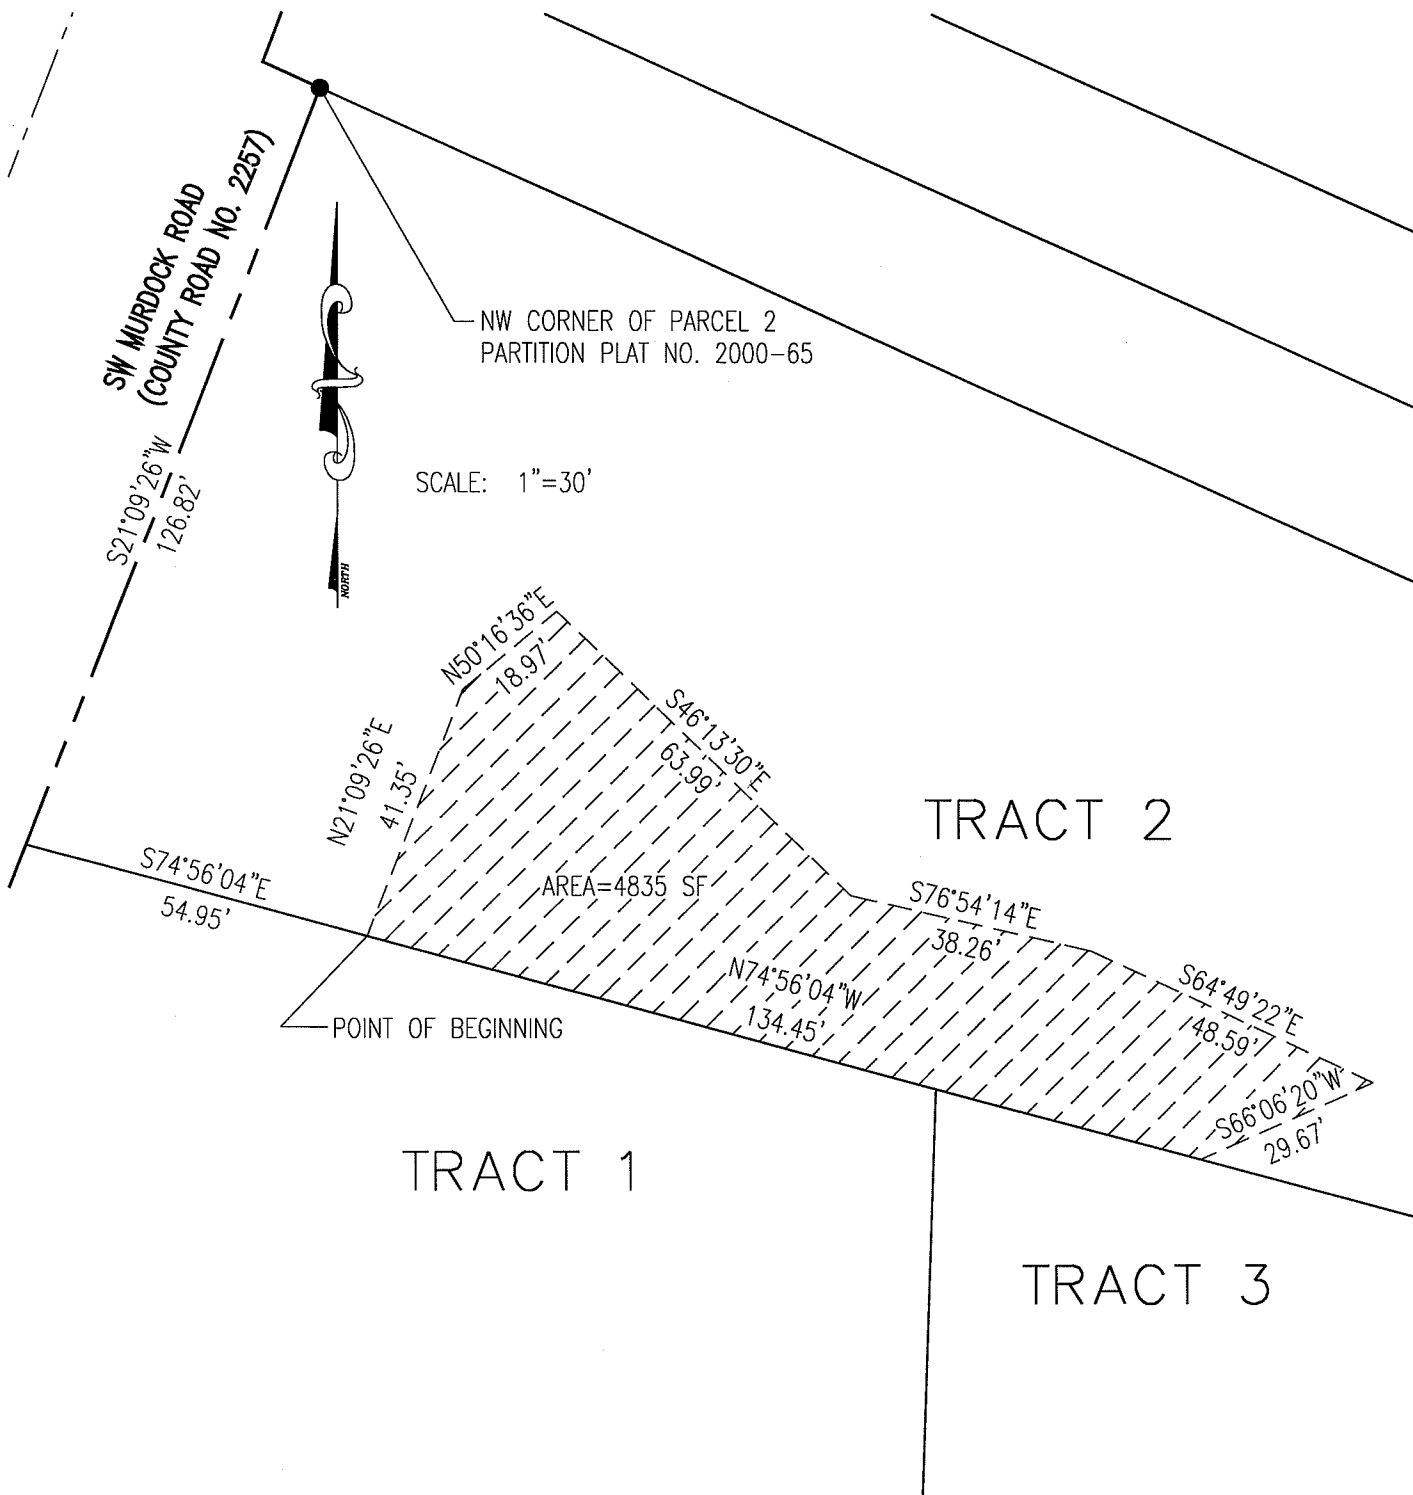 SW MURDOCK ROAD
(COUNTY ROAD NO. 2257)
NW CORNER OF PARCEL 2
PARTITION PLAT NO. 2000-65
S21°09'26"W
126.82'
SCALE: 1"=30'
NORTH
N50°16'36"E
18.97'
S46°13'30"E
63.99'
N21°09'26"E
41.35'
TRACT 2
S74°56'04"E
54.95'
AREA=4835 SF
S76°54'14"E
38.26'
N74°56'04"W
134.45'
S64°49'22"E
48.59'
POINT OF BEGINNING
S66°06'20"W
29.67'
TRACT 1
TRACT 3